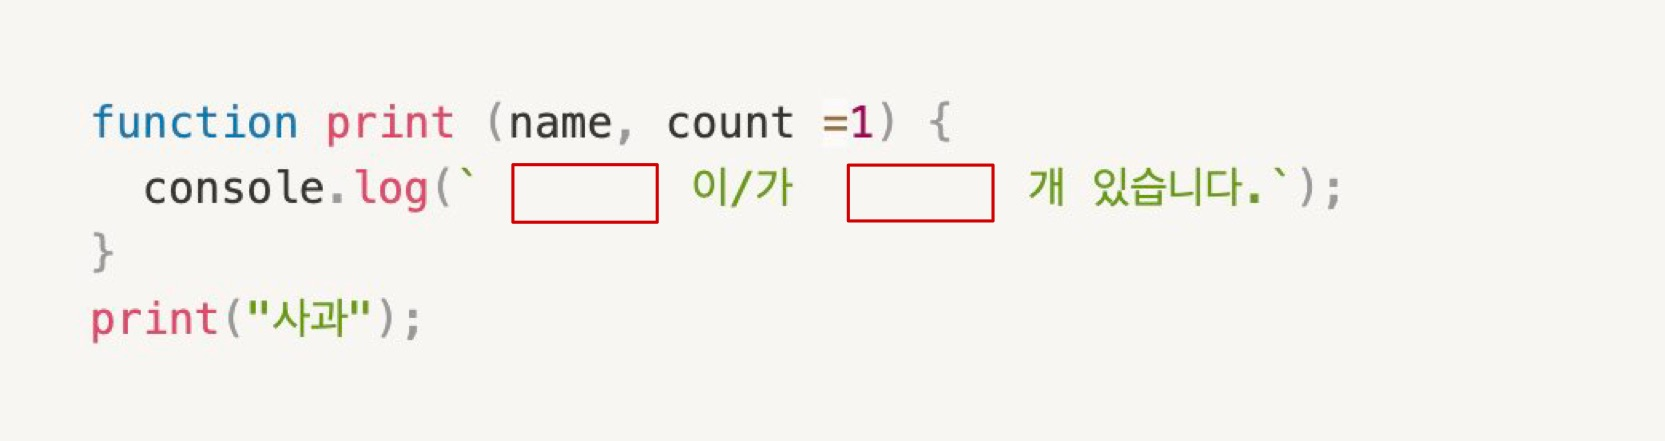 function print (name, count =1) {
  console.log(`  이/가  개 있습니다.`);
}
print("사과");